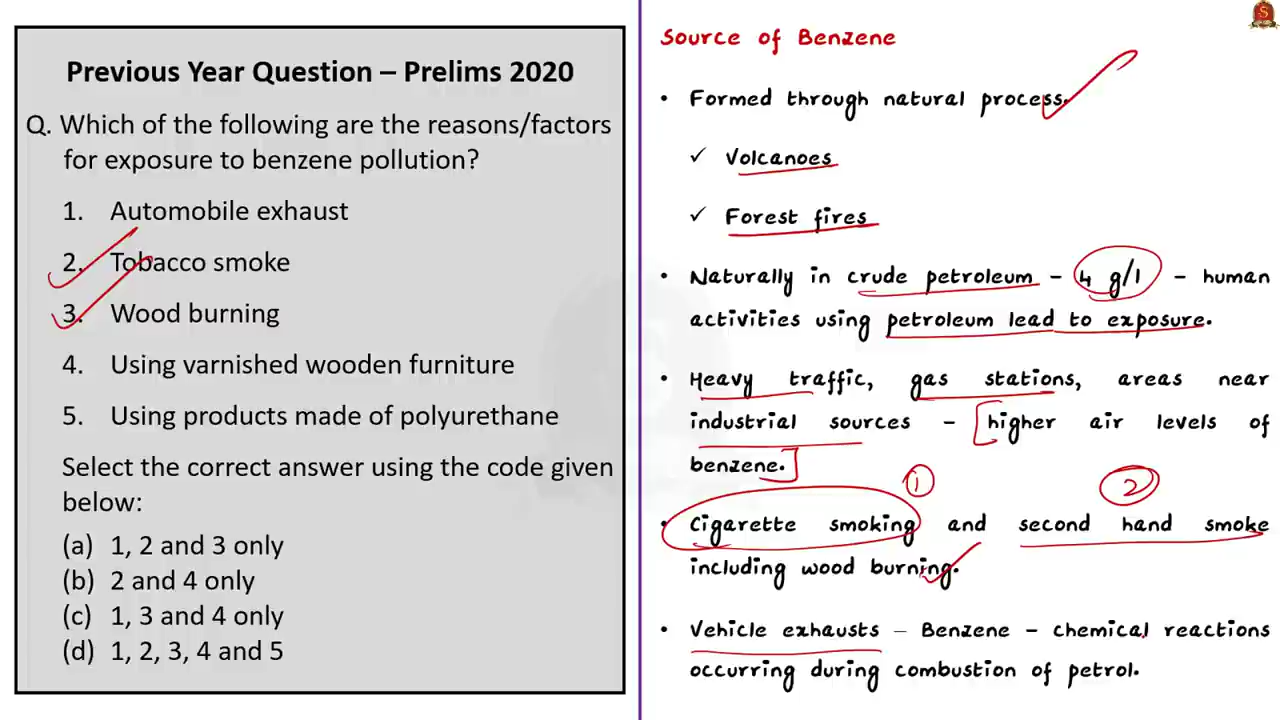 Previous Year Question – Prelims 2020
Q. Which of the following are the reasons/factors
for exposure to benzene pollution?
1. Automobile exhaust
2. Tobacco smoke
3. Wood burning
4. Using varnished wooden furniture
5. Using products made of polyurethane
Select the correct answer using the code given
below:
(a) 1, 2 and 3 only
(b) 2 and 4 only
(c) 1, 3 and 4 only
(d) 1, 2, 3, 4 and 5
Source of Benzene
• Formed through natural process.
✓ Volcanoes
✓ Forest fires
• Naturally in crude petroleum – 4 g/l – human
activities using petroleum lead to exposure.
• Heavy traffic, gas stations, areas near
industrial sources – higher air levels of
benzene.
1
2
• Cigarette smoking and second hand smoke
including wood burning.
• Vehicle exhausts – Benzene – chemical reactions
occurring during combustion of petrol.